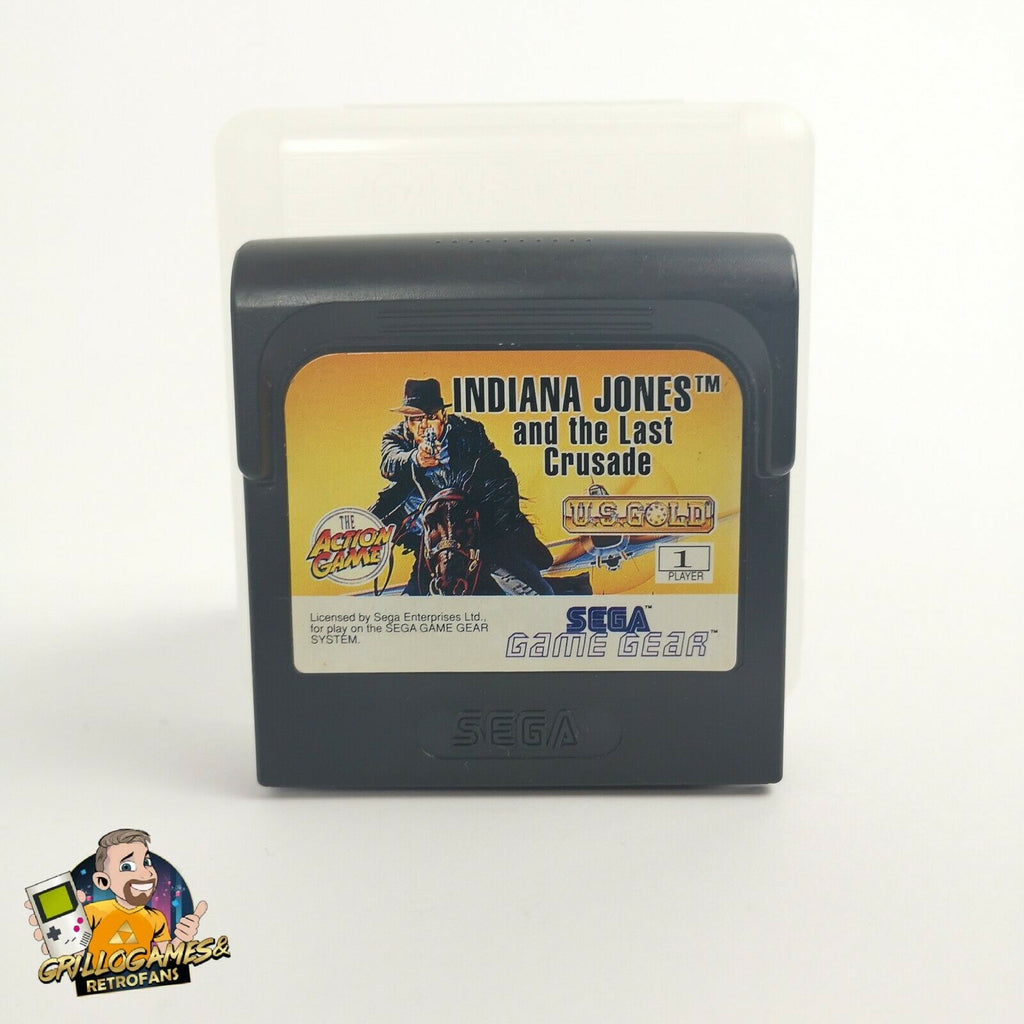 INDIANA JONES™
and the Last
Crusade
THE
ACTION
GAME
U.S. GOLD
1
PLAYER
Licensed by Sega Enterprises Ltd.,
for play on the SEGA GAME GEAR
SYSTEM.
SEGA™
GAME GEAR™
SEGA
GRILLOGAMES&
RETROFANS